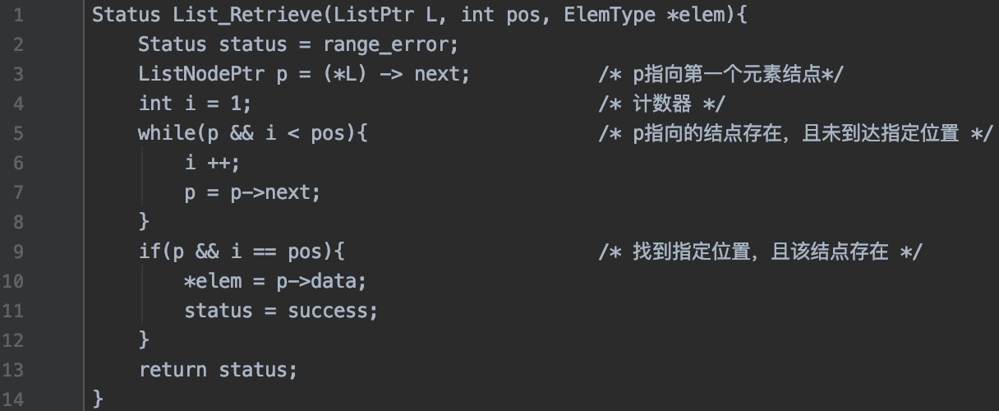 1 Status List_Retrieve(ListPtr L, int pos, ElemType *elem){
2 Status status = range_error;
3 ListNodePtr p = (*L) -> next; /* p指向第一个元素结点*/
4 int i = 1; /* 计数器 */
5 while(p && i < pos){ /* p指向的结点存在，且未到达指定位置 */
6 i ++;
7 p = p->next;
8 }
9 if(p && i == pos){ /* 找到指定位置，且该结点存在 */
10 *elem = p->data;
11 status = success;
12 }
13 return status;
14 }